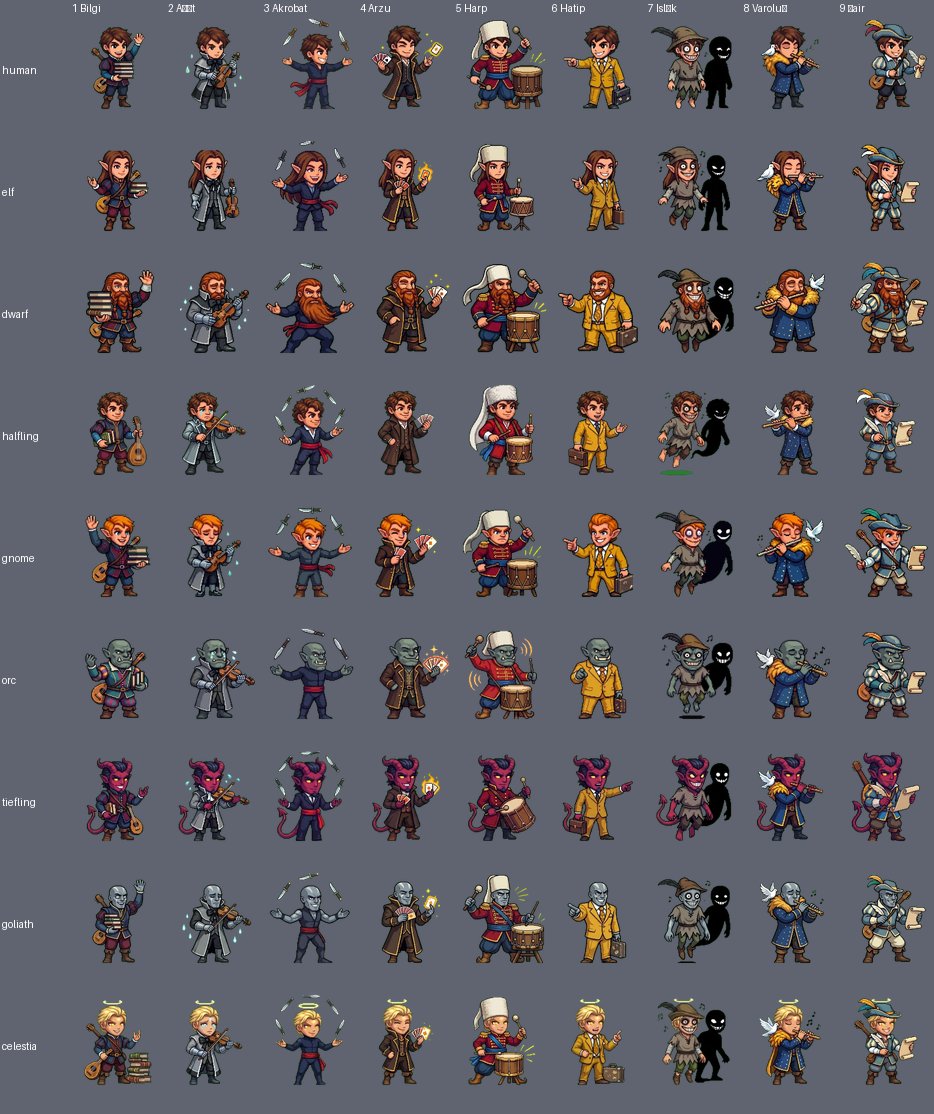 1 Bilgi 2 A 3 Akrobat 4 Arzu 5 Harp 6 Hatip 7 Isl k 8 Varolu 9 air
human
elf
dwarf
halfling
gnome
orc
tiefling
goliath
celestia